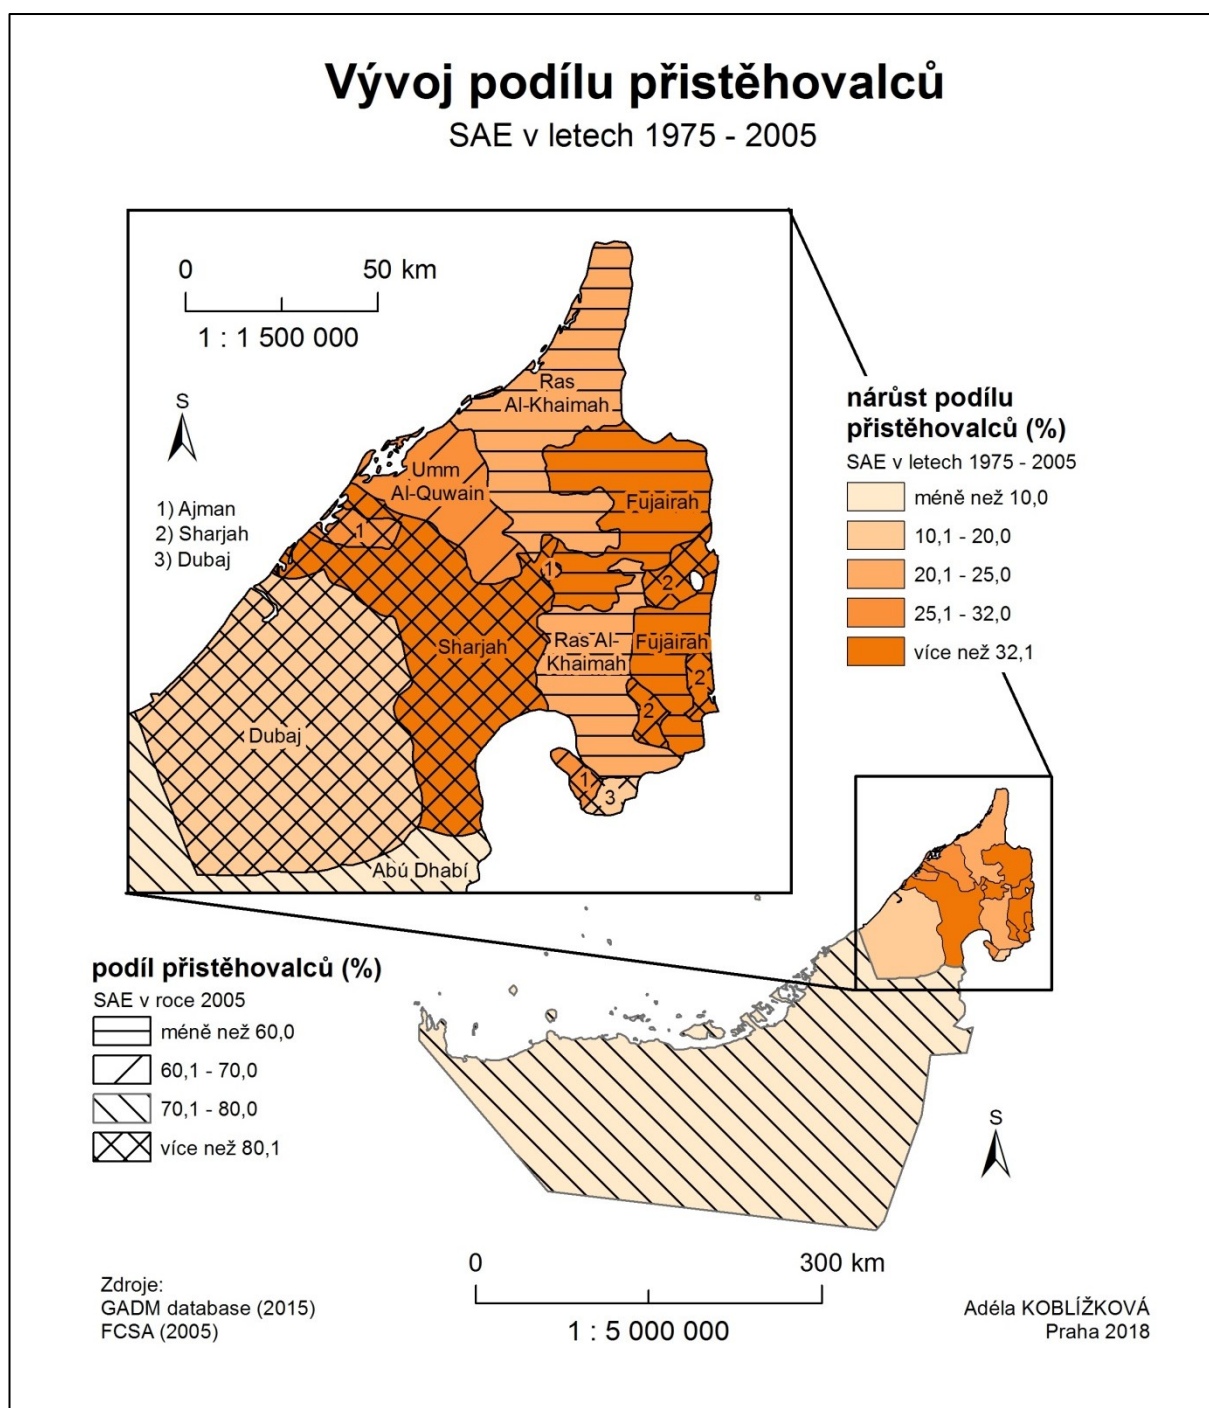 Vývoj podílu přistěhovalců
SAE v letech 1975 - 2005
0 50 km
1 : 1 500 000
S
1) Ajman
2) Sharjah
3) Dubaj
Ras
Al-Khaimah
Umm
Al-Quwain
Fujairah
1
1
2
Sharjah
Ras Al-
Khaimah
Fujairah
2
2
Dubaj
1
3
Abú Dhabí
nárůst podílu
přistěhovalců (%)
SAE v letech 1975 - 2005
méně než 10,0
10,1 - 20,0
20,1 - 25,0
25,1 - 32,0
více než 32,1
podíl přistěhovalců (%)
SAE v roce 2005
méně než 60,0
60,1 - 70,0
70,1 - 80,0
více než 80,1
S
0 300 km
1 : 5 000 000
Zdroje:
GADM database (2015)
FCSA (2005)
Adéla KOBLÍŽKOVÁ
Praha 2018